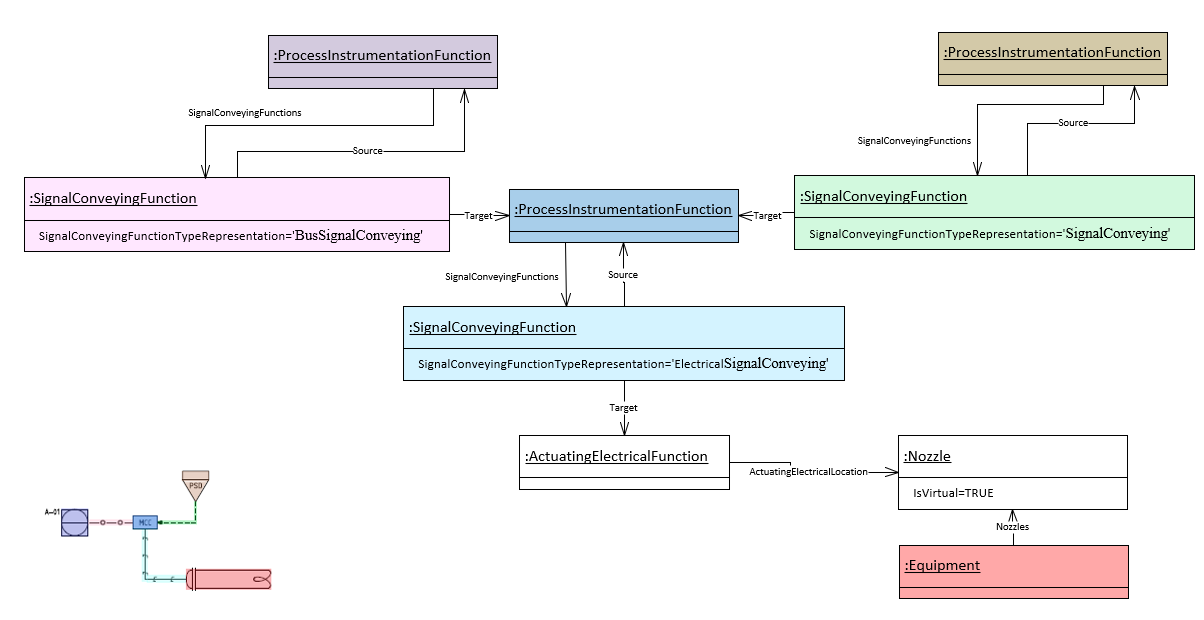 :ProcessInstrumentationFunction
:ProcessInstrumentationFunction
SignalConveyingFunctions
Source
SignalConveyingFunctions
Source
:SignalConveyingFunction
SignalConveyingFunctionTypeRepresentation='BusSignalConveying'
Target
:ProcessInstrumentationFunction
Target
:SignalConveyingFunction
SignalConveyingFunctionTypeRepresentation='SignalConveying'
SignalConveyingFunctions
Source
:SignalConveyingFunction
SignalConveyingFunctionTypeRepresentation='ElectricalSignalConveying'
Target
:ActuatingElectricalFunction
ActuatingElectricalLocation
:Nozzle
IsVirtual=TRUE
Nozzles
:Equipment
PSD
A-01
MCC